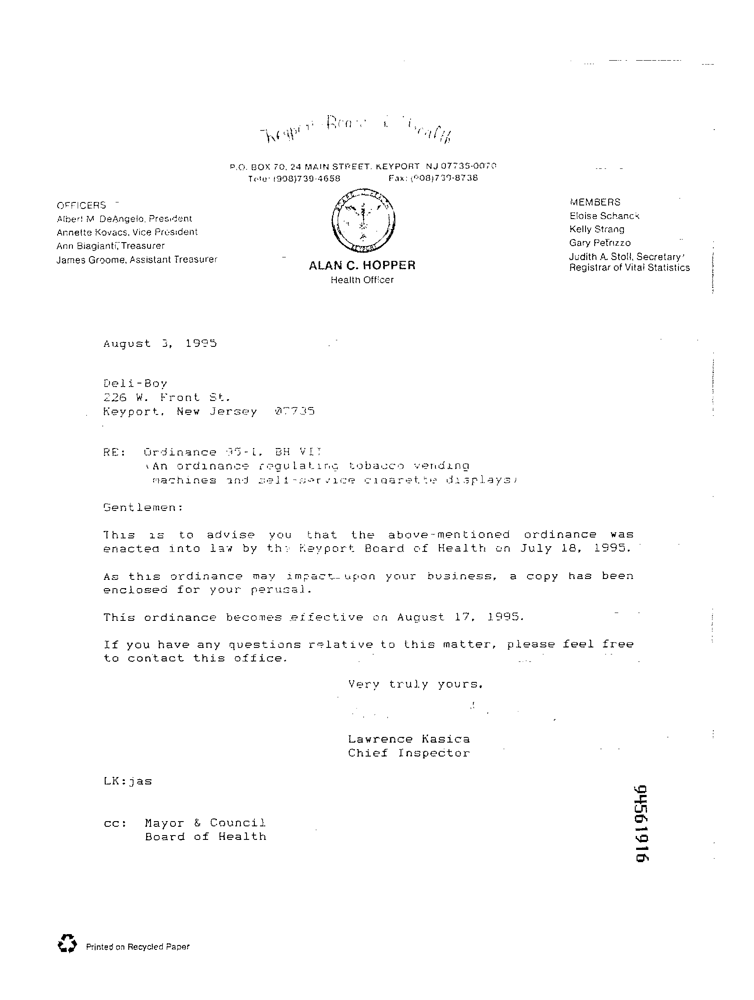 Keyport Board of Health
P.O. BOX 70, 24 MAIN STREET, KEYPORT NJ 07735-0070
Tele: (908)739-4658 Fax: (908)739-8738
OFFICERS
Albert M. DeAngelo, President
Annette Kovacs, Vice President
Ann Biagianti, Treasurer
James Groome, Assistant Treasurer
KEYPORT
ALAN C. HOPPER
Health Officer
MEMBERS
Eloise Schanck
Kelly Strang
Gary Petrizzo
Judith A. Stoll, Secretary/
Registrar of Vital Statistics
August 3, 1995
Deli-Boy
226 W. Front St.
Keyport, New Jersey 07735
RE: Ordinance 95-1, BH VII
(An ordinance regulating tobacco vending
machines and self-service cigarette displays)
Gentlemen:
This is to advise you that the above-mentioned ordinance was
enacted into law by the Keyport Board of Health on July 18, 1995.
As this ordinance may impact upon your business, a copy has been
enclosed for your perusal.
This ordinance becomes effective on August 17, 1995.
If you have any questions relative to this matter, please feel free
to contact this office.
Very truly yours,
Lawrence Kasica
Chief Inspector
LK:jas
cc: Mayor & Council
Board of Health
94561916
Printed on Recycled Paper